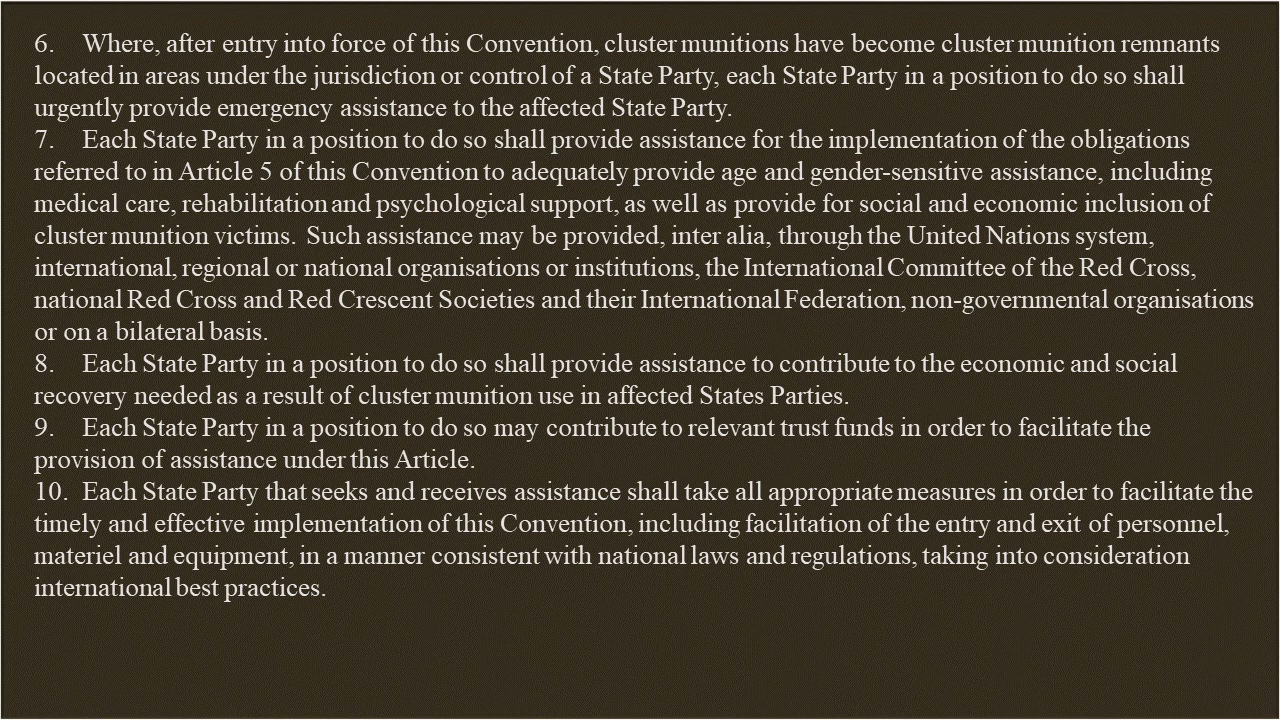 6. Where, after entry into force of this Convention, cluster munitions have become cluster munition remnants
located in areas under the jurisdiction or control of a State Party, each State Party in a position to do so shall
urgently provide emergency assistance to the affected State Party.
7. Each State Party in a position to do so shall provide assistance for the implementation of the obligations
referred to in Article 5 of this Convention to adequately provide age and gender-sensitive assistance, including
medical care, rehabilitation and psychological support, as well as provide for social and economic inclusion of
cluster munition victims. Such assistance may be provided, inter alia, through the United Nations system,
international, regional or national organisations or institutions, the International Committee of the Red Cross,
national Red Cross and Red Crescent Societies and their International Federation, non-governmental organisations
or on a bilateral basis.
8. Each State Party in a position to do so shall provide assistance to contribute to the economic and social
recovery needed as a result of cluster munition use in affected States Parties.
9. Each State Party in a position to do so may contribute to relevant trust funds in order to facilitate the
provision of assistance under this Article.
10. Each State Party that seeks and receives assistance shall take all appropriate measures in order to facilitate the
timely and effective implementation of this Convention, including facilitation of the entry and exit of personnel,
materiel and equipment, in a manner consistent with national laws and regulations, taking into consideration
international best practices.